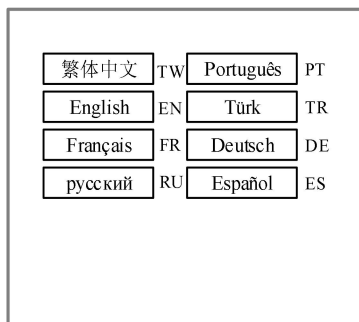 繁体中文 TW Português PT
English EN Türk TR
Français FR Deutsch DE
русский RU Español ES